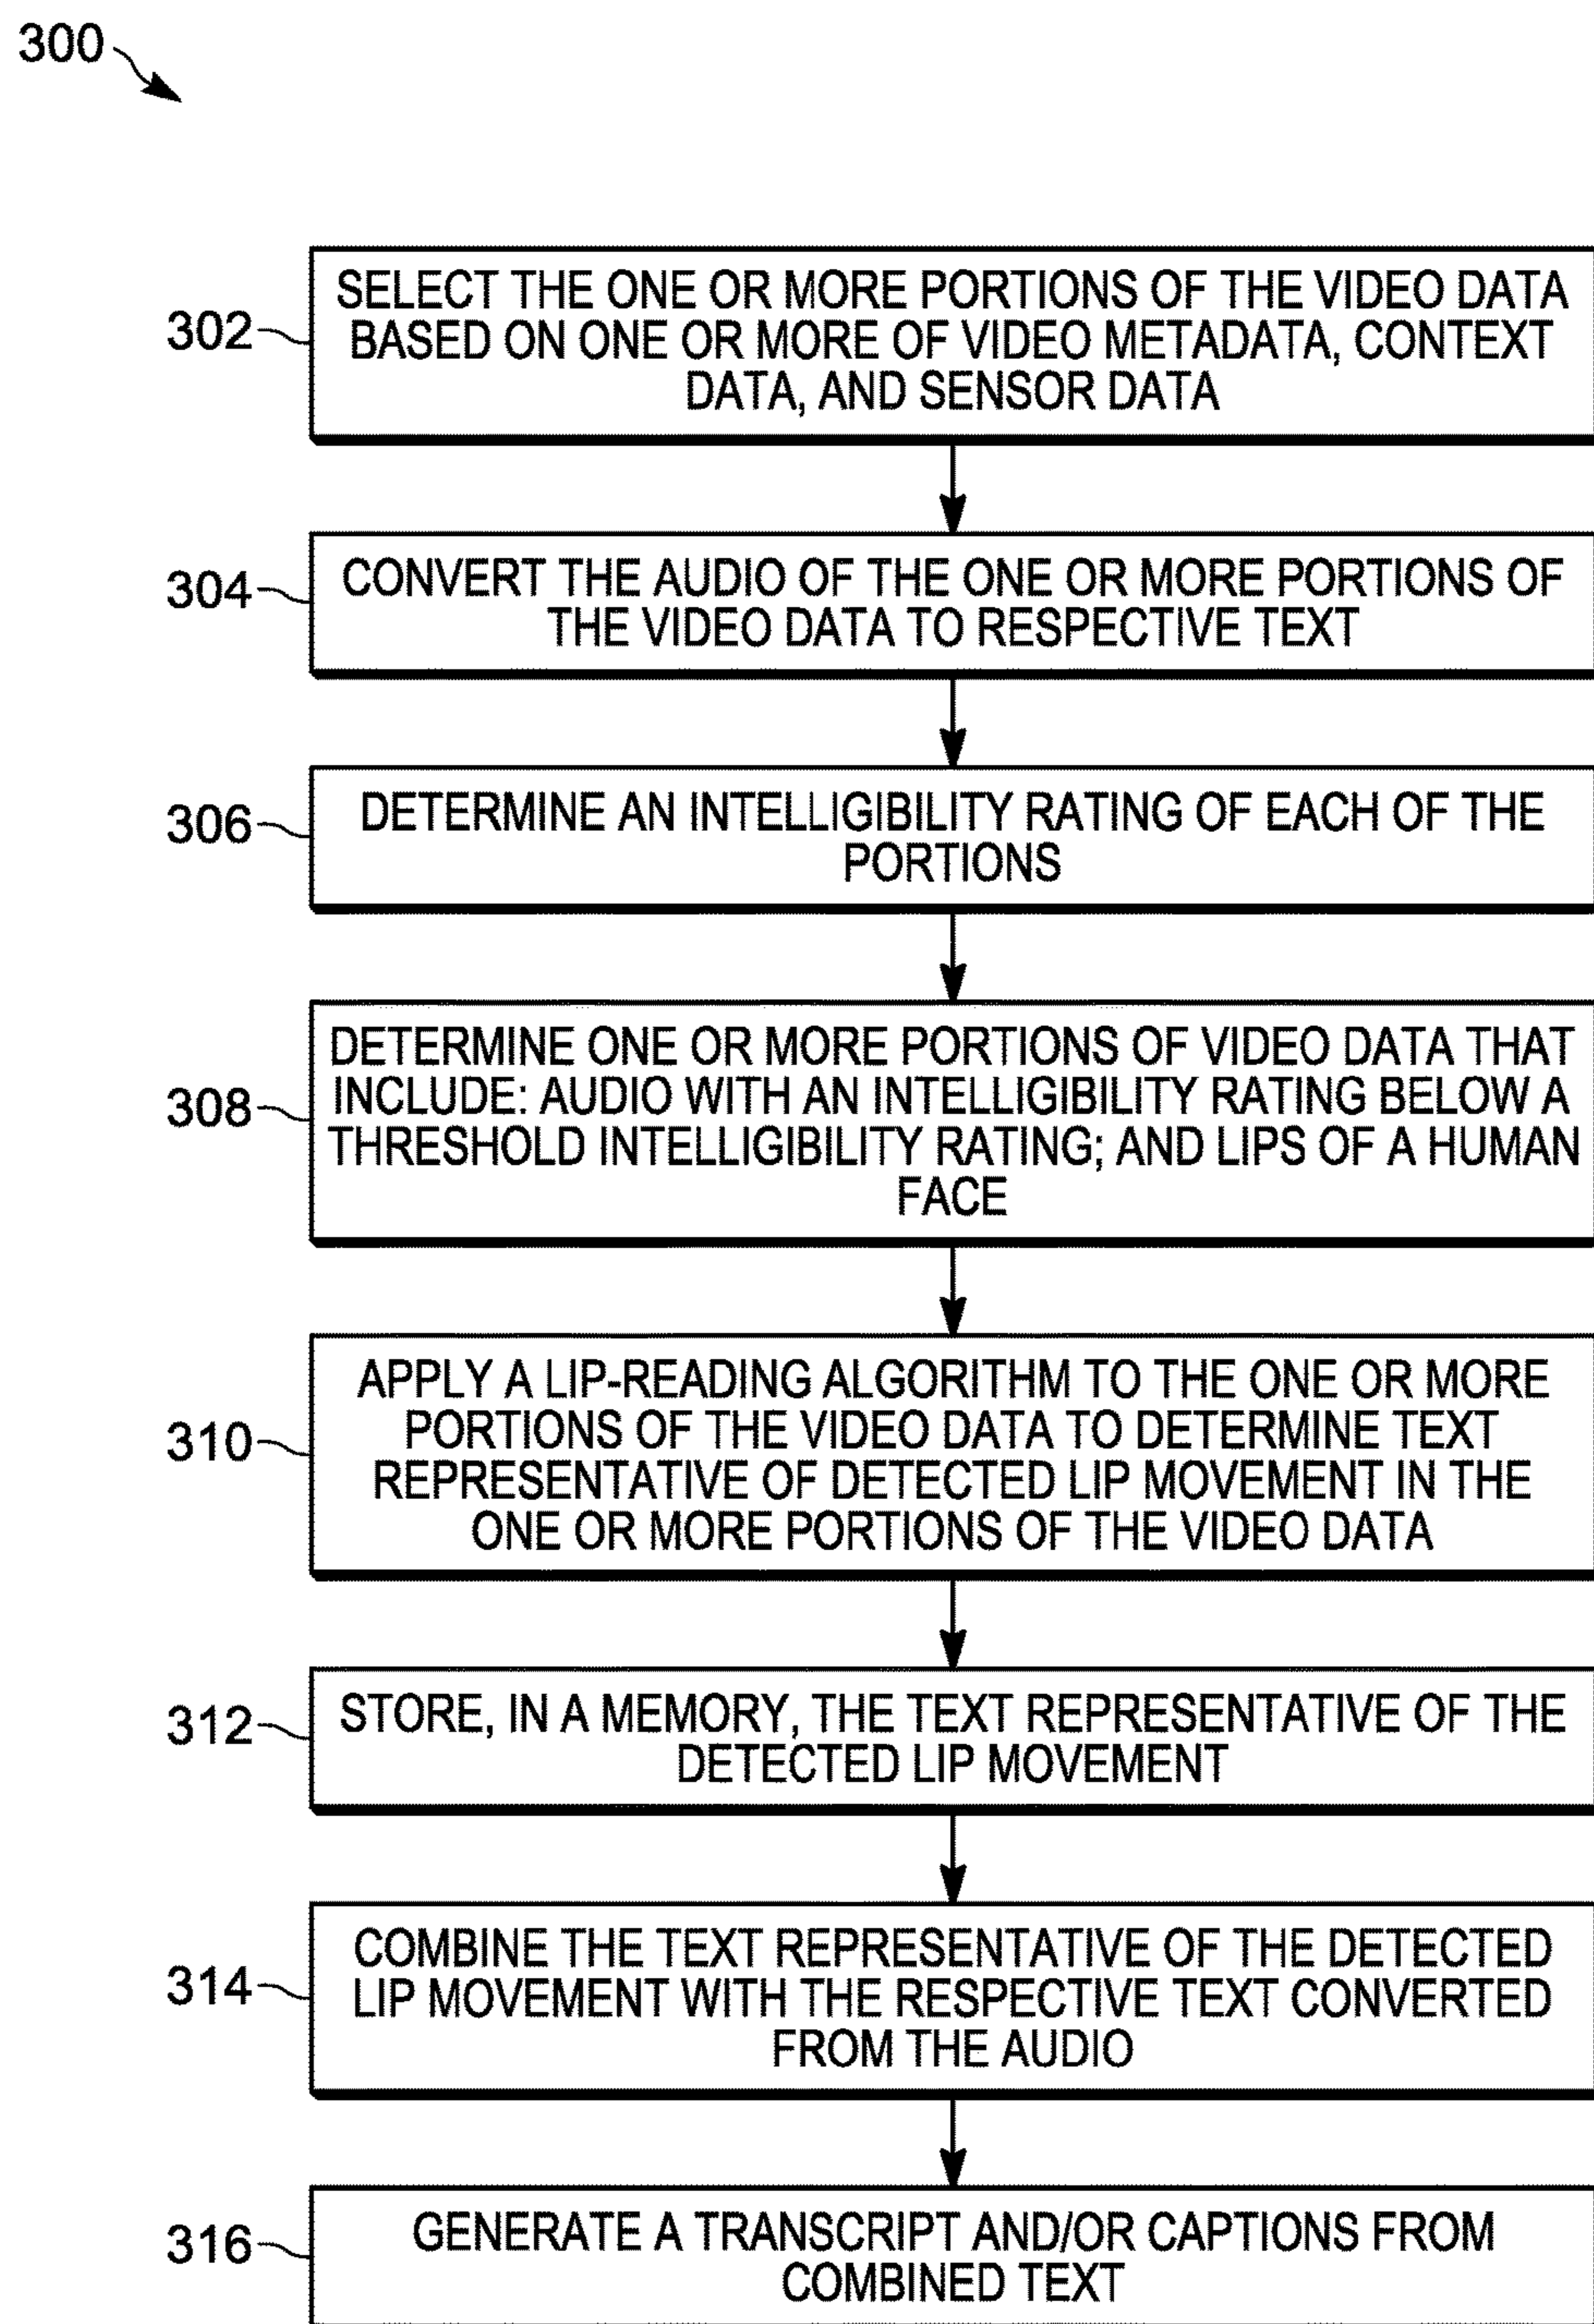 300
302
SELECT THE ONE OR MORE PORTIONS OF THE VIDEO DATA
BASED ON ONE OR MORE OF VIDEO METADATA, CONTEXT
DATA, AND SENSOR DATA
304
CONVERT THE AUDIO OF THE ONE OR MORE PORTIONS OF
THE VIDEO DATA TO RESPECTIVE TEXT
306
DETERMINE AN INTELLIGIBILITY RATING OF EACH OF THE
PORTIONS
308
DETERMINE ONE OR MORE PORTIONS OF VIDEO DATA THAT
INCLUDE: AUDIO WITH AN INTELLIGIBILITY RATING BELOW A
THRESHOLD INTELLIGIBILITY RATING; AND LIPS OF A HUMAN
FACE
310
APPLY A LIP-READING ALGORITHM TO THE ONE OR MORE
PORTIONS OF THE VIDEO DATA TO DETERMINE TEXT
REPRESENTATIVE OF DETECTED LIP MOVEMENT IN THE
ONE OR MORE PORTIONS OF THE VIDEO DATA
312
STORE, IN A MEMORY, THE TEXT REPRESENTATIVE OF THE
DETECTED LIP MOVEMENT
314
COMBINE THE TEXT REPRESENTATIVE OF THE DETECTED
LIP MOVEMENT WITH THE RESPECTIVE TEXT CONVERTED
FROM THE AUDIO
316
GENERATE A TRANSCRIPT AND/OR CAPTIONS FROM
COMBINED TEXT